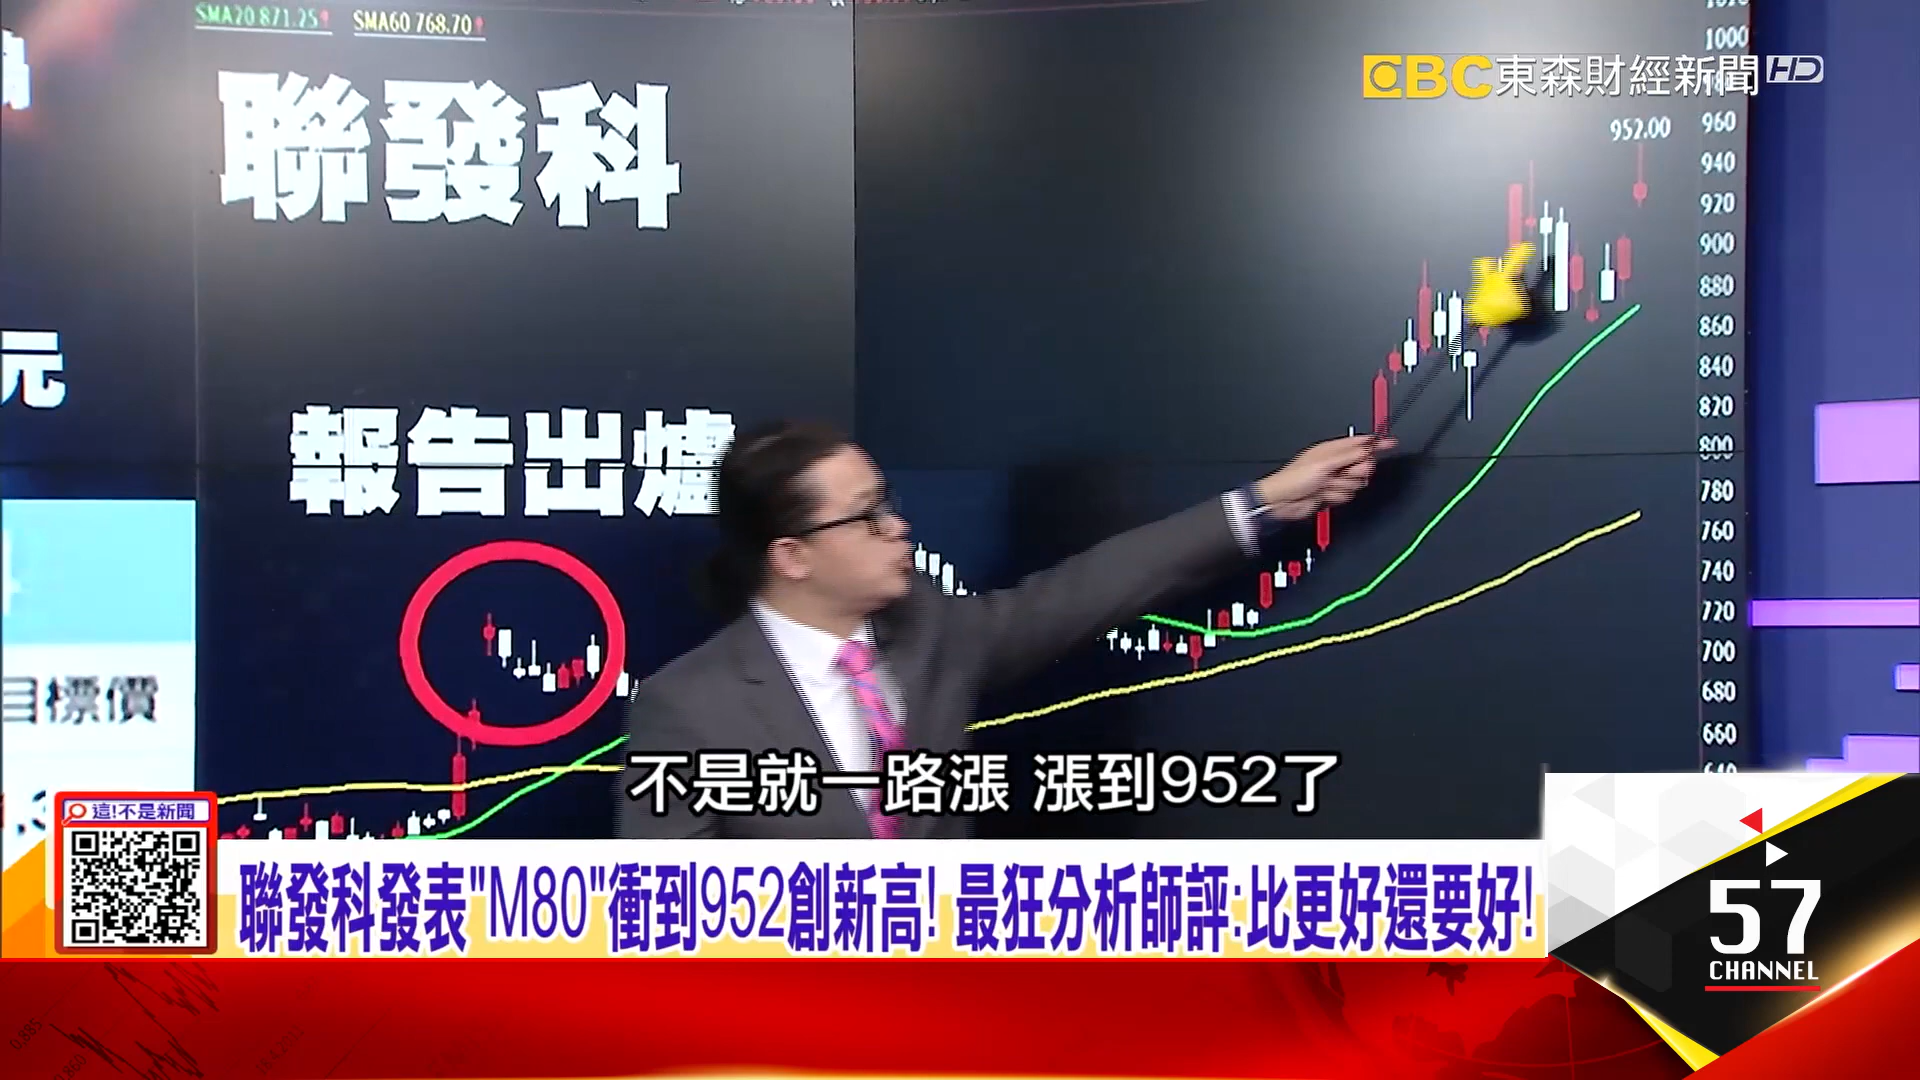 SMA20 871.25
SMA60 768.70
聯發科
EBC 東森財經新聞 HD
952.00
1000
960
940
920
900
880
860
840
820
800
780
760
740
720
700
680
660
元
報告出爐
目標價
不是就一路漲 漲到952了
這!不是新聞
聯發科發表"M80"衝到952創新高! 最狂分析師評:比更好還要好!
57
CHANNEL